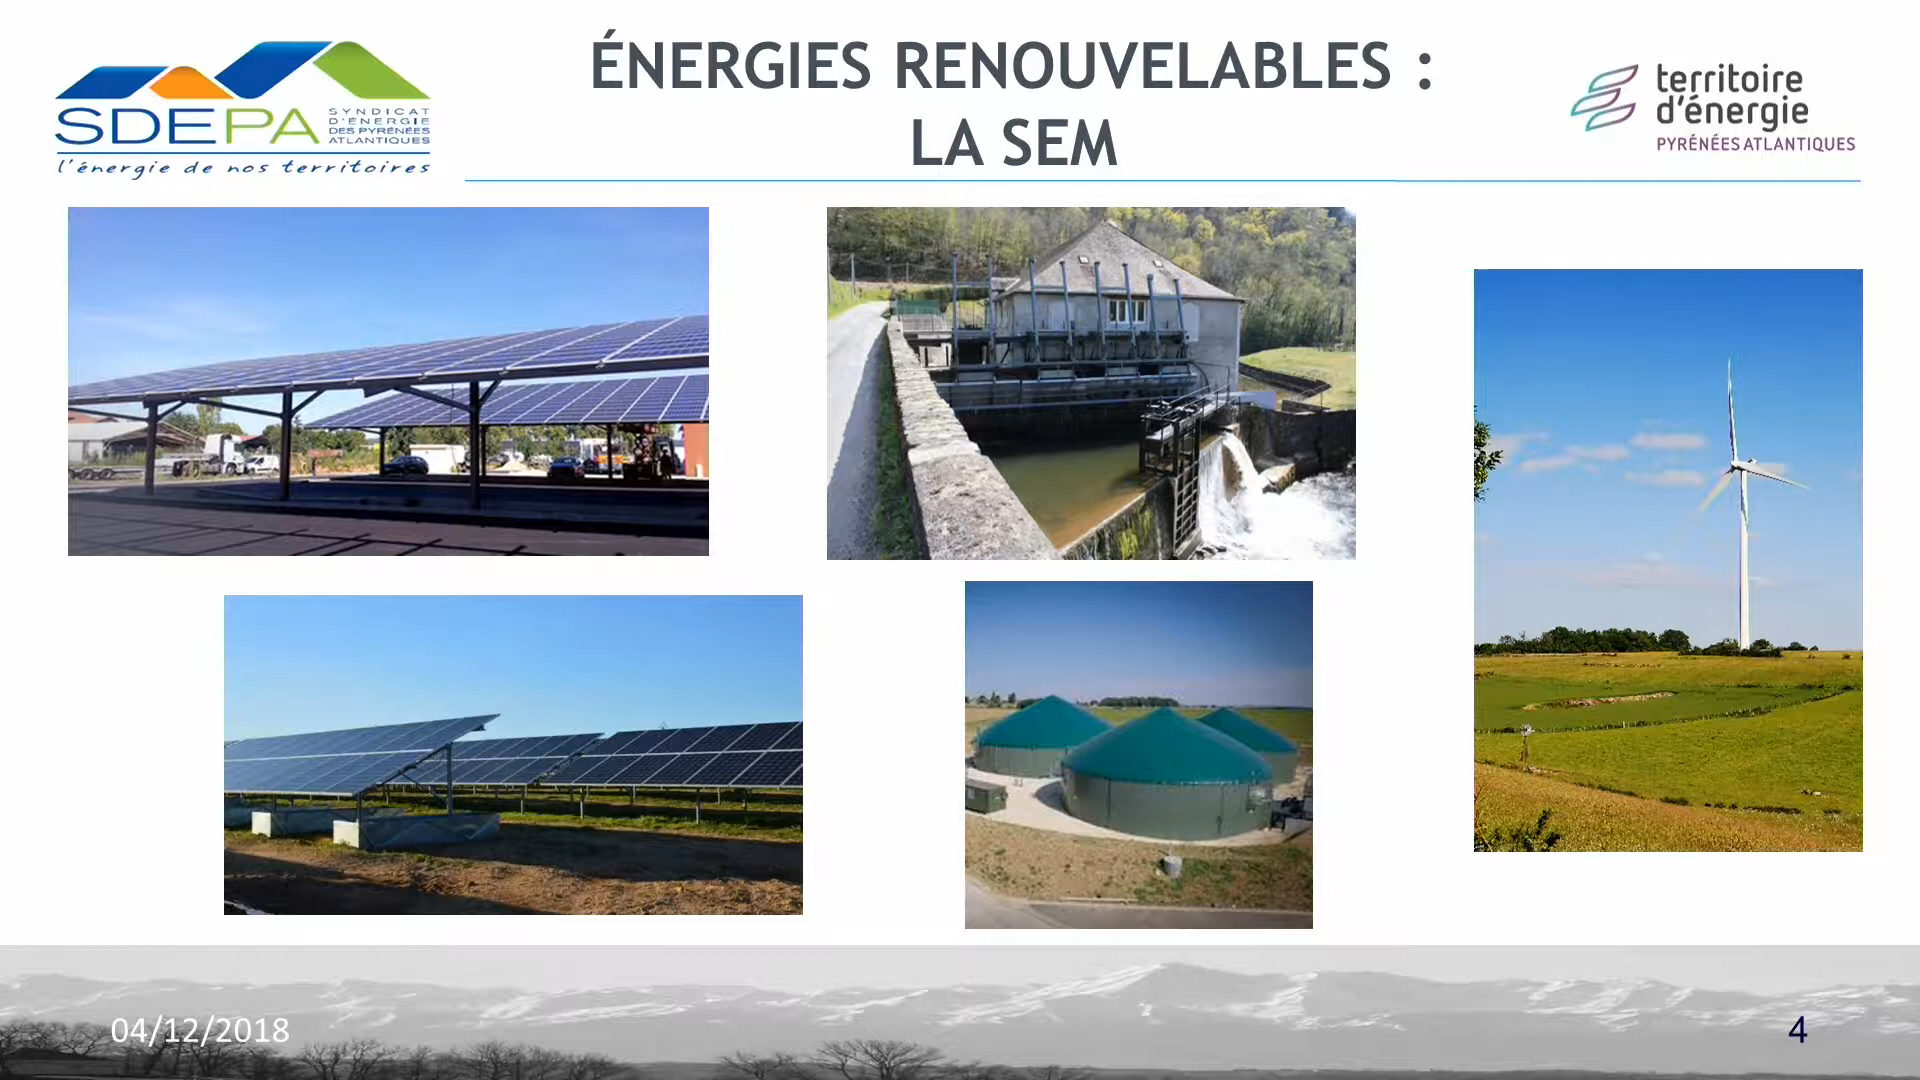 SDEPA
SYNDICAT
D'ÉNERGIE
DES PYRÉNÉES
ATLANTIQUES
l'énergie de nos territoires
ÉNERGIES RENOUVELABLES :
LA SEM
territoire
d'énergie
PYRÉNÉES ATLANTIQUES
04/12/2018
4